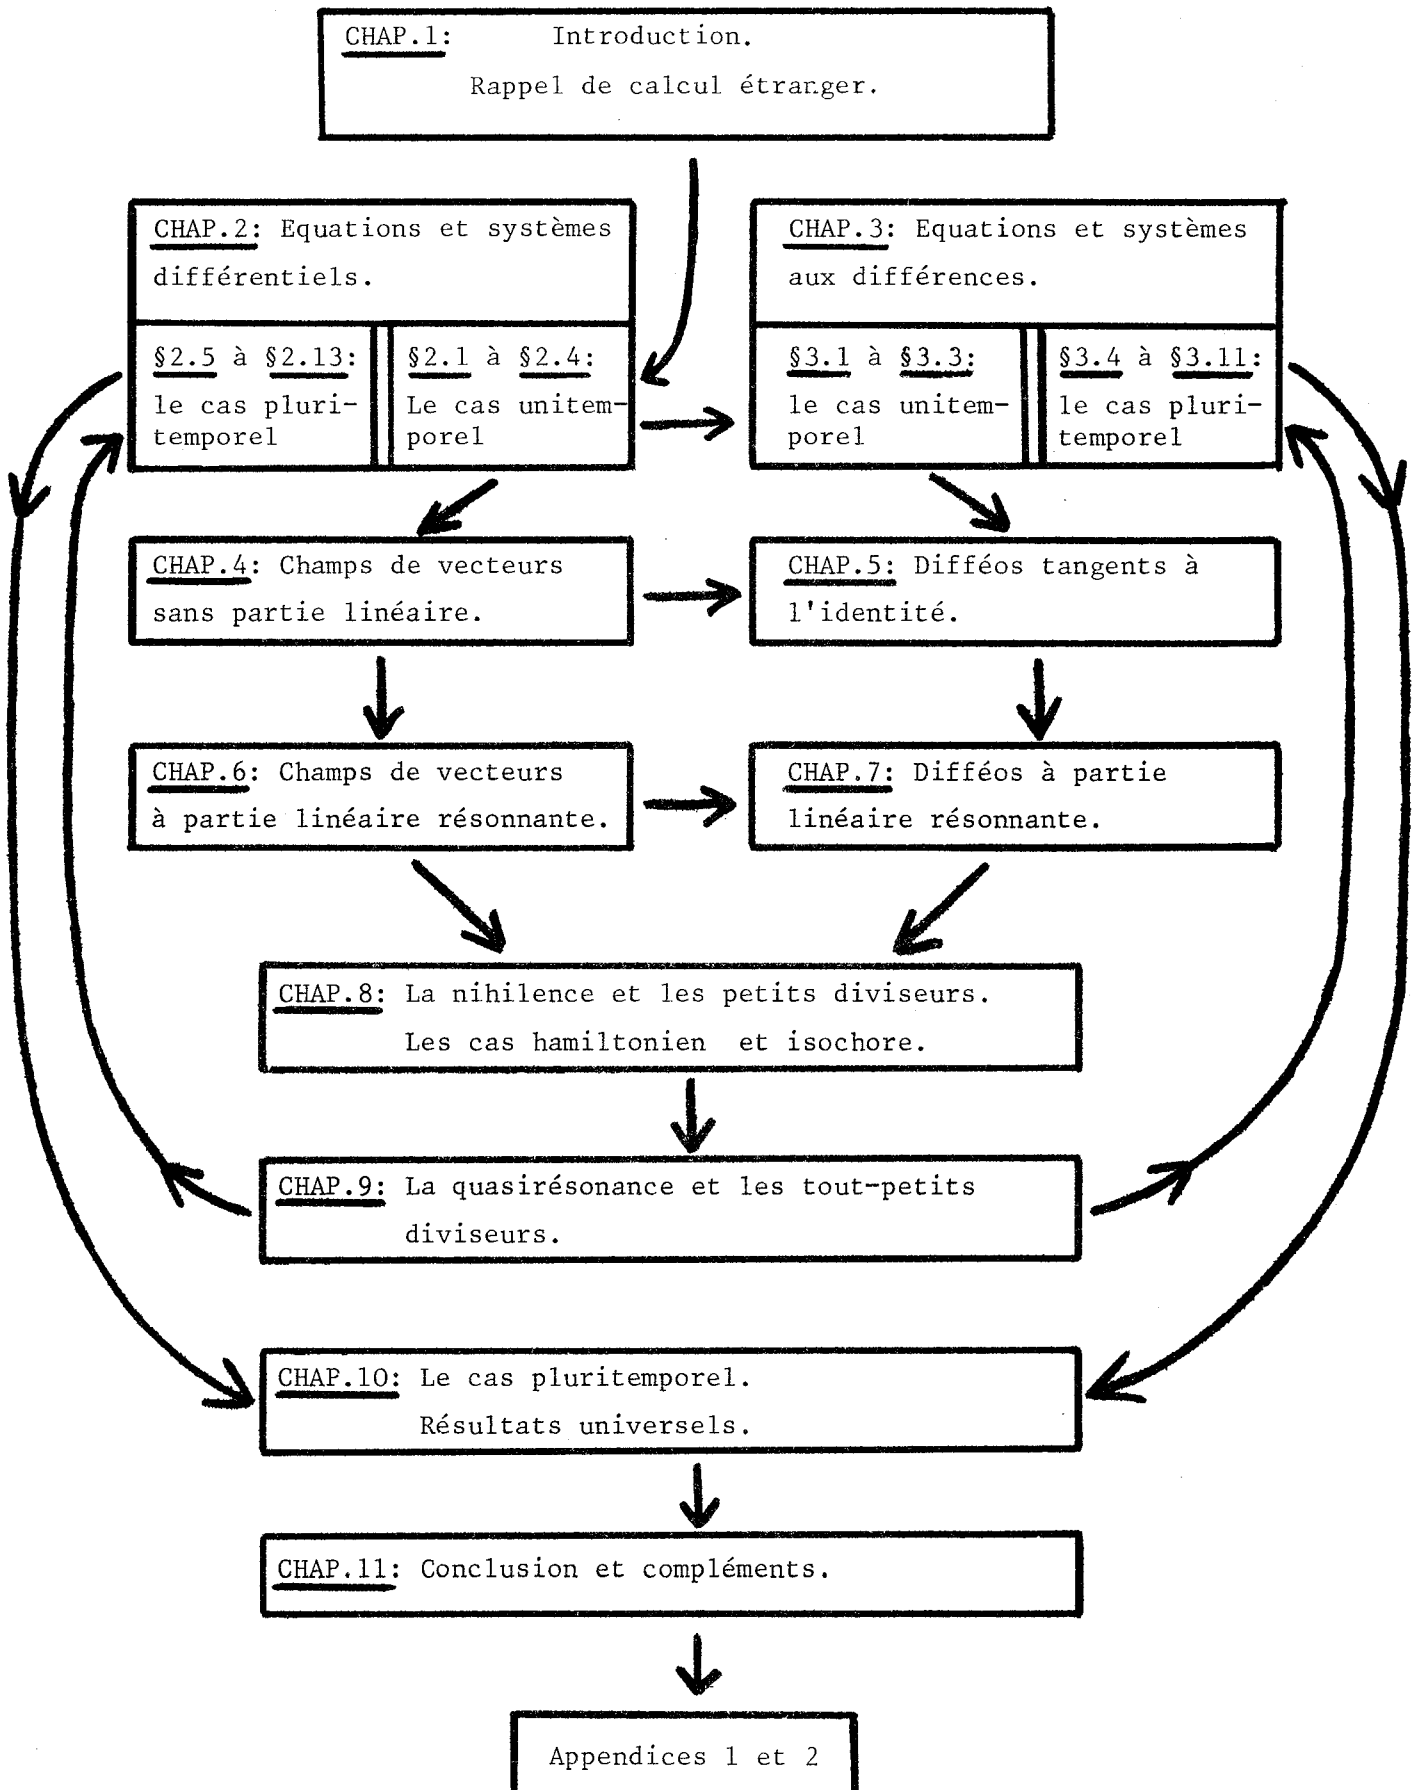 CHAP.1: Introduction.
Rappel de calcul étranger.
CHAP.2: Equations et systèmes
différentiels.
§2.5 à §2.13:
le cas pluri-
temporel
§2.1 à §2.4:
Le cas unitem-
porel
CHAP.3: Equations et systèmes
aux différences.
§3.1 à §3.3:
le cas unitem-
porel
§3.4 à §3.11:
le cas pluri-
temporel
CHAP.4: Champs de vecteurs
sans partie linéaire.
CHAP.5: Difféos tangents à
l'identité.
CHAP.6: Champs de vecteurs
à partie linéaire résonnante.
CHAP.7: Difféos à partie
linéaire résonnante.
CHAP.8: La nihilence et les petits diviseurs.
Les cas hamiltonien et isochore.
CHAP.9: La quasirésonance et les tout-petits
diviseurs.
CHAP.10: Le cas pluritemporel.
Résultats universels.
CHAP.11: Conclusion et compléments.
Appendices 1 et 2